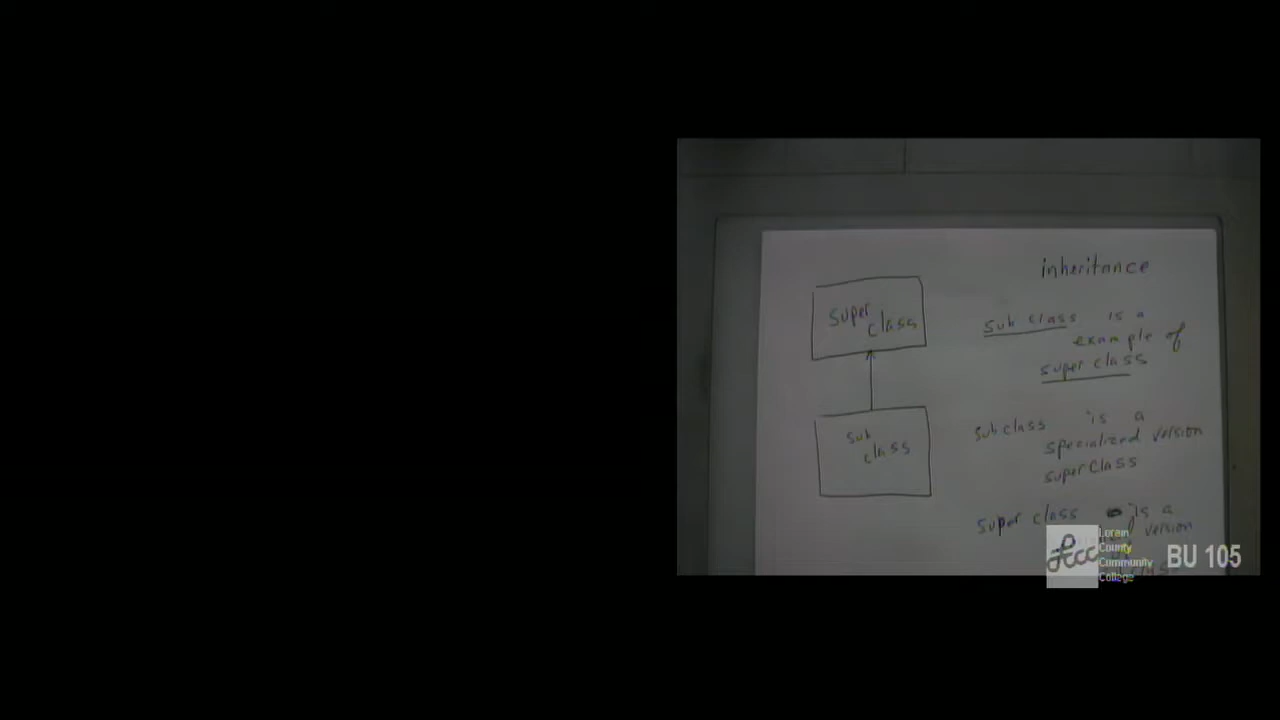 inheritance
super
class
sub class is a
example of
super class
sub
class
subclass is a
specialized version
superclass
super class is a
version
Lorain
County
Community
College
BU 105